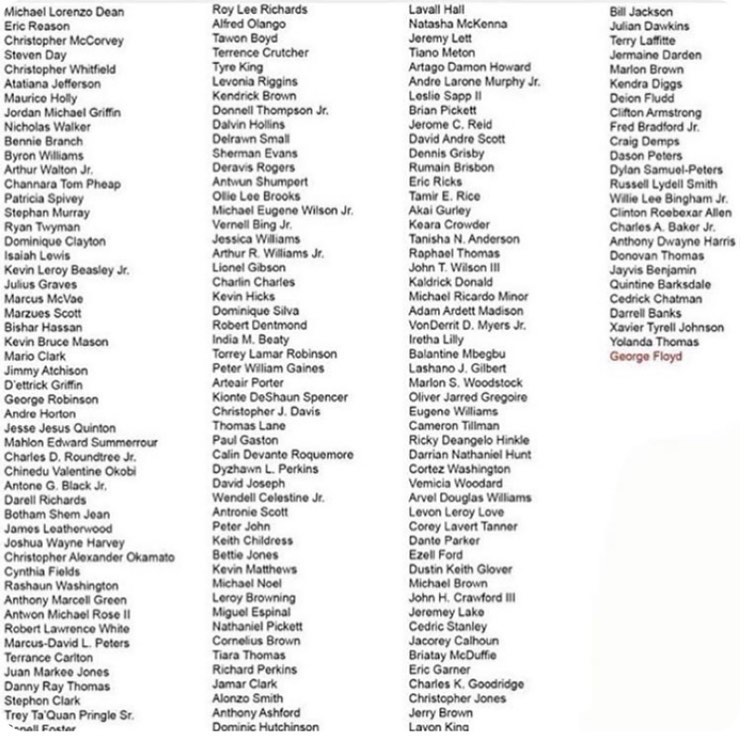 Michael Lorenzo Dean
Eric Reason
Christopher McCorvey
Steven Day
Christopher Whitfield
Atatiana Jefferson
Maurice Holly
Jordan Michael Griffin
Nicholas Walker
Bennie Branch
Byron Williams
Arthur Walton Jr.
Channara Tom Pheap
Patricia Spivey
Stephan Murray
Ryan Twyman
Dominique Clayton
Isaiah Lewis
Kevin Leroy Beasley Jr.
Julius Graves
Marcus McVae
Marzues Scott
Bishar Hassan
Kevin Bruce Mason
Mario Clark
Jimmy Atchison
D'ettrick Griffin
George Robinson
Andre Horton
Jesse Jesus Quinton
Mahlon Edward Summerrour
Charles D. Roundtree Jr.
Chinedu Valentine Okobi
Antone G. Black Jr.
Darell Richards
Botham Shem Jean
James Leatherwood
Joshua Wayne Harvey
Christopher Alexander Okamato
Cynthia Fields
Rashaun Washington
Anthony Marcell Green
Antwon Michael Rose II
Robert Lawrence White
Marcus-David L. Peters
Terrance Carlton
Juan Markee Jones
Danny Ray Thomas
Stephon Clark
Trey Ta'Quan Pringle Sr.
Foster
Roy Lee Richards
Alfred Olango
Tawon Boyd
Terrence Crutcher
Tyre King
Levonia Riggins
Kendrick Brown
Donnell Thompson Jr.
Dalvin Hollins
Delrawn Small
Sherman Evans
Deravis Rogers
Antwun Shumpert
Ollie Lee Brooks
Michael Eugene Wilson Jr.
Vernell Bing Jr.
Jessica Williams
Arthur R. Williams Jr.
Lionel Gibson
Charlin Charles
Kevin Hicks
Dominique Silva
Robert Dentmond
India M. Beaty
Torrey Lamar Robinson
Peter William Gaines
Arteair Porter
Kionte DeShaun Spencer
Christopher J. Davis
Thomas Lane
Paul Gaston
Calin Devante Roquemore
Dyzhawn L. Perkins
David Joseph
Wendell Celestine Jr.
Antronie Scott
Peter John
Keith Childress
Bettie Jones
Kevin Matthews
Michael Noel
Leroy Browning
Miguel Espinal
Nathaniel Pickett
Cornelius Brown
Tiara Thomas
Richard Perkins
Jamar Clark
Alonzo Smith
Anthony Ashford
Dominic Hutchinson
Lavall Hall
Natasha McKenna
Jeremy Lett
Tiano Meton
Artago Damon Howard
Andre Larone Murphy Jr.
Leslie Sapp II
Brian Pickett
Jerome C. Reid
David Andre Scott
Dennis Grisby
Rumain Brisbon
Eric Ricks
Tamir E. Rice
Akai Gurley
Keara Crowder
Tanisha N. Anderson
Raphael Thomas
John T. Wilson III
Kaldrick Donald
Michael Ricardo Minor
Adam Ardett Madison
VonDerrit D. Myers Jr.
Iretha Lilly
Balantine Mbegbu
Lashano J. Gilbert
Marlon S. Woodstock
Oliver Jarred Gregoire
Eugene Williams
Cameron Tillman
Ricky Deangelo Hinkle
Darrian Nathaniel Hunt
Cortez Washington
Vernicia Woodard
Arvel Douglas Williams
Levon Leroy Love
Corey Lavert Tanner
Dante Parker
Ezell Ford
Dustin Keith Glover
Michael Brown
John H. Crawford III
Jeremey Lake
Cedric Stanley
Jacorey Calhoun
Briatay McDuffie
Eric Garner
Charles K. Goodridge
Christopher Jones
Jerry Brown
Lavon King
Bill Jackson
Julian Dawkins
Terry Laffitte
Jermaine Darden
Marlon Brown
Kendra Diggs
Deion Fludd
Clifton Armstrong
Fred Bradford Jr.
Craig Demps
Dason Peters
Dylan Samuel-Peters
Russell Lydell Smith
Willie Lee Bingham Jr.
Clinton Roebexar Allen
Charles A. Baker Jr.
Anthony Dwayne Harris
Donovan Thomas
Jayvis Benjamin
Quintine Barksdale
Cedrick Chatman
Darrell Banks
Xavier Tyrell Johnson
Yolanda Thomas
George Floyd